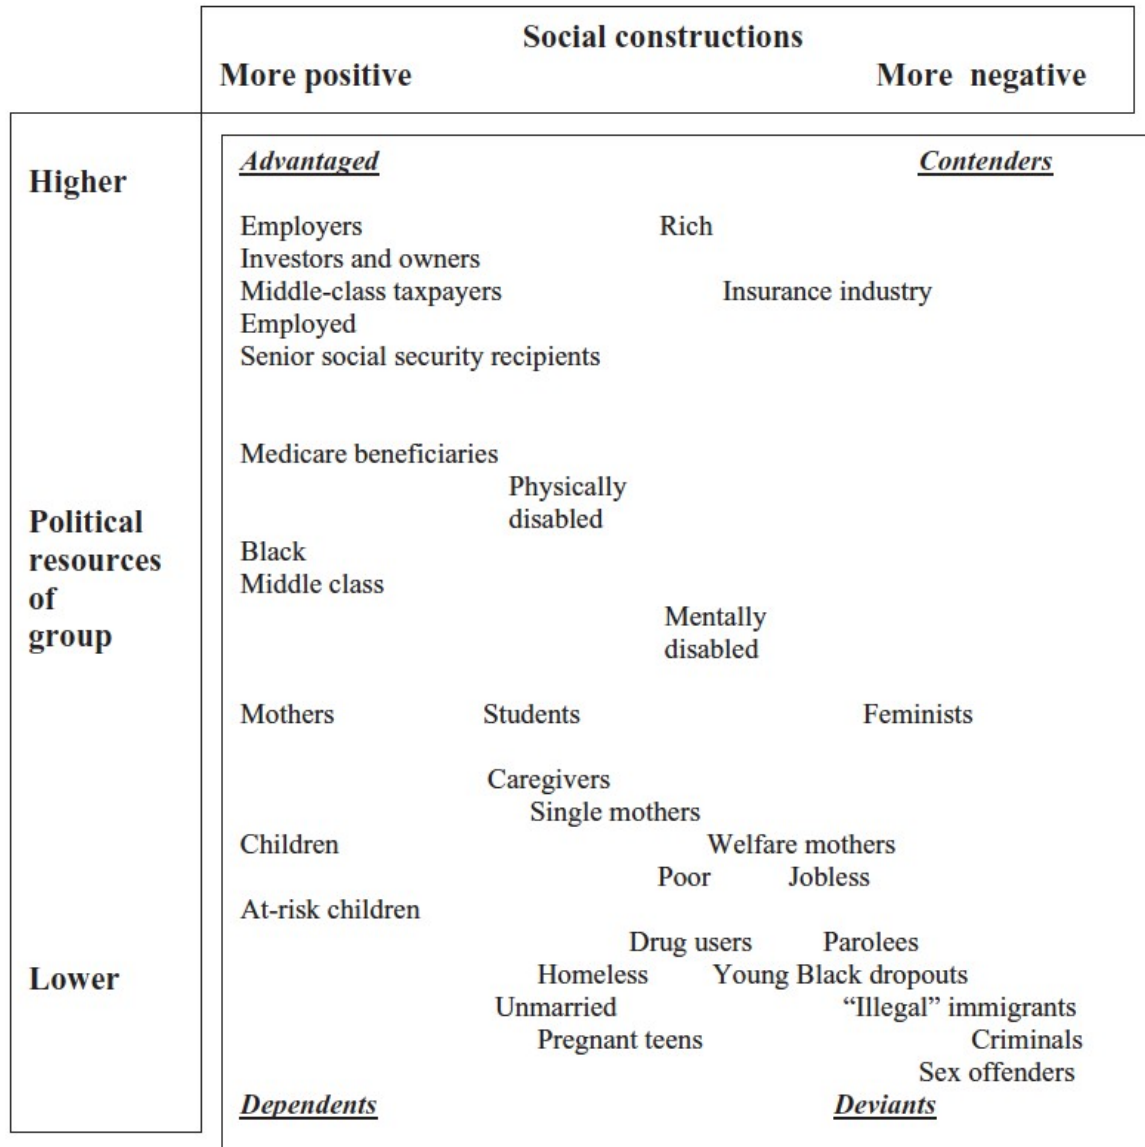 Social constructions
More positive More negative
Higher
Advantaged Contenders
Employers Rich
Investors and owners
Middle-class taxpayers Insurance industry
Employed
Senior social security recipients
Medicare beneficiaries
Physically
disabled
Political
resources
of
group
Black
Middle class
Mentally
disabled
Mothers Students Feminists
Caregivers
Single mothers
Children Welfare mothers
Poor Jobless
At-risk children
Drug users Parolees
Lower
Homeless Young Black dropouts
Unmarried “Illegal” immigrants
Pregnant teens Criminals
Sex offenders
Dependents Deviants